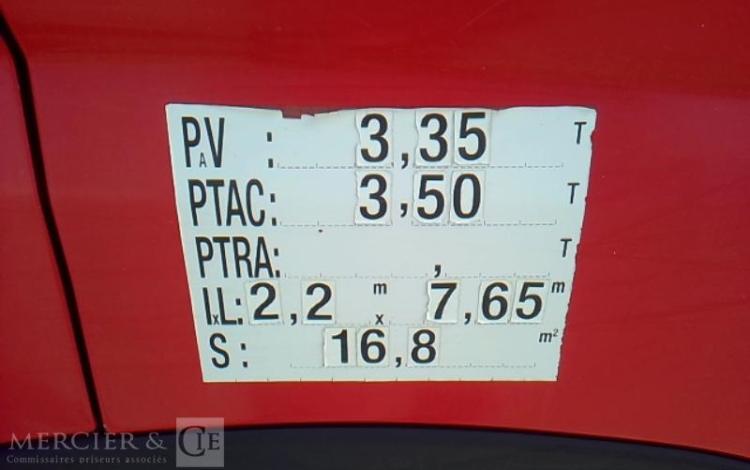 PAV : 3,35 T
PTAC: 3,50 T
PTRA: , T
IxL: 2,2 m x 7,65 m
S : 16,8 m²
MERCIER & CIE
Commissaires priseurs associés